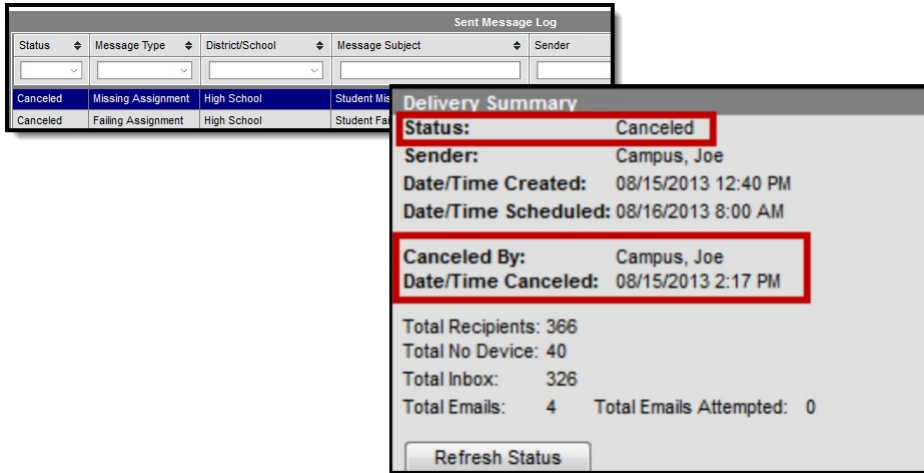 Sent Message Log
Status Message Type District/School Message Subject Sender
Canceled Missing Assignment High School Student Mis
Canceled Failing Assignment High School Student Fai
Delivery Summary
Status: Canceled
Sender: Campus, Joe
Date/Time Created: 08/15/2013 12:40 PM
Date/Time Scheduled: 08/16/2013 8:00 AM
Canceled By: Campus, Joe
Date/Time Canceled: 08/15/2013 2:17 PM
Total Recipients: 366
Total No Device: 40
Total Inbox: 326
Total Emails: 4 Total Emails Attempted: 0
Refresh Status